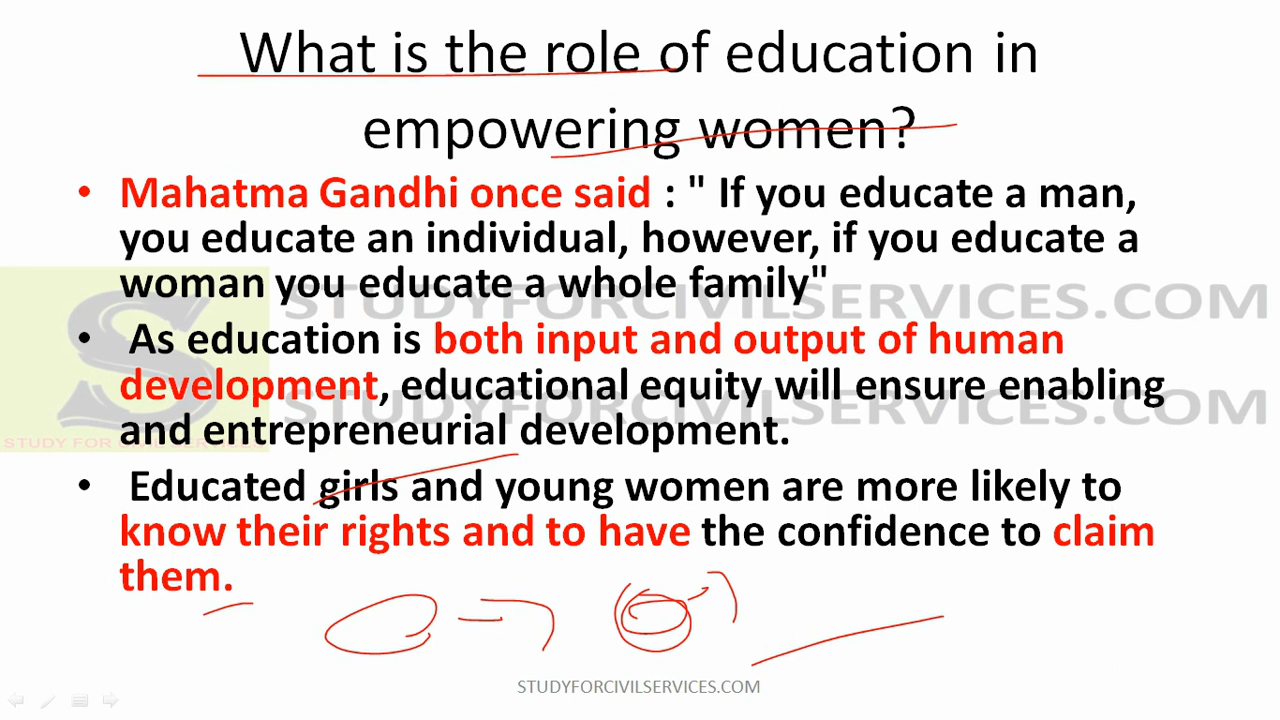 What is the role of education in
empowering women?
• Mahatma Gandhi once said : " If you educate a man,
you educate an individual, however, if you educate a
woman you educate a whole family"
STUDYFORCIVILSERVICES.COM
• As education is both input and output of human
development, educational equity will ensure enabling
STUDYFORCIVILSERVICES.COM
and entrepreneurial development.
• Educated girls and young women are more likely to
know their rights and to have the confidence to claim
them.
STUDYFORCIVILSERVICES.COM